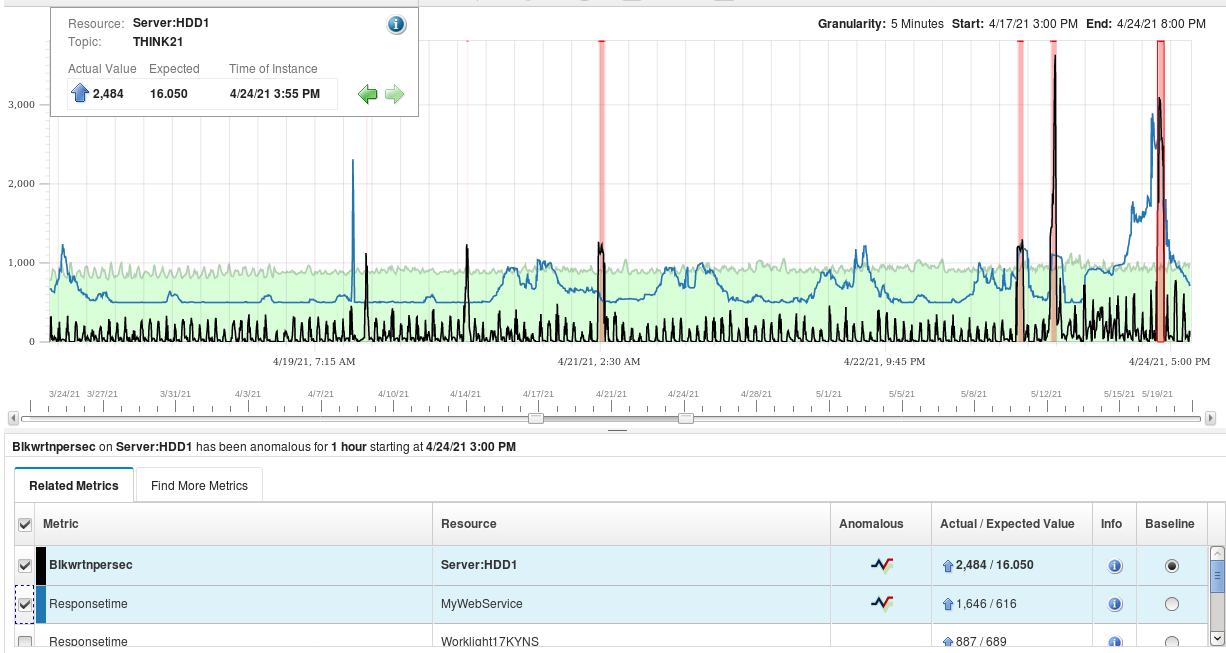 Resource: Server:HDD1
Topic: THINK21
Actual Value Expected Time of Instance
2,484 16.050 4/24/21 3:55 PM
Granularity: 5 Minutes Start: 4/17/21 3:00 PM End: 4/24/21 8:00 PM
3,000
2,000
1,000
0
4/19/21, 7:15 AM 4/21/21, 2:30 AM 4/22/21, 9:45 PM 4/24/21, 5:00 PM
3/24/21 3/27/21 3/31/21 4/3/21 4/7/21 4/10/21 4/14/21 4/17/21 4/21/21 4/24/21 4/28/21 5/1/21 5/5/21 5/8/21 5/12/21 5/15/21 5/19/21
Blkwrtnpersec on Server:HDD1 has been anomalous for 1 hour starting at 4/24/21 3:00 PM
Related Metrics Find More Metrics
Metric Resource Anomalous Actual / Expected Value Info Baseline
Blkwrtnpersec Server:HDD1 2,484 / 16.050
Responsetime MyWebService 1,646 / 616
Responsetime Worklight17KYNS 887 / 689